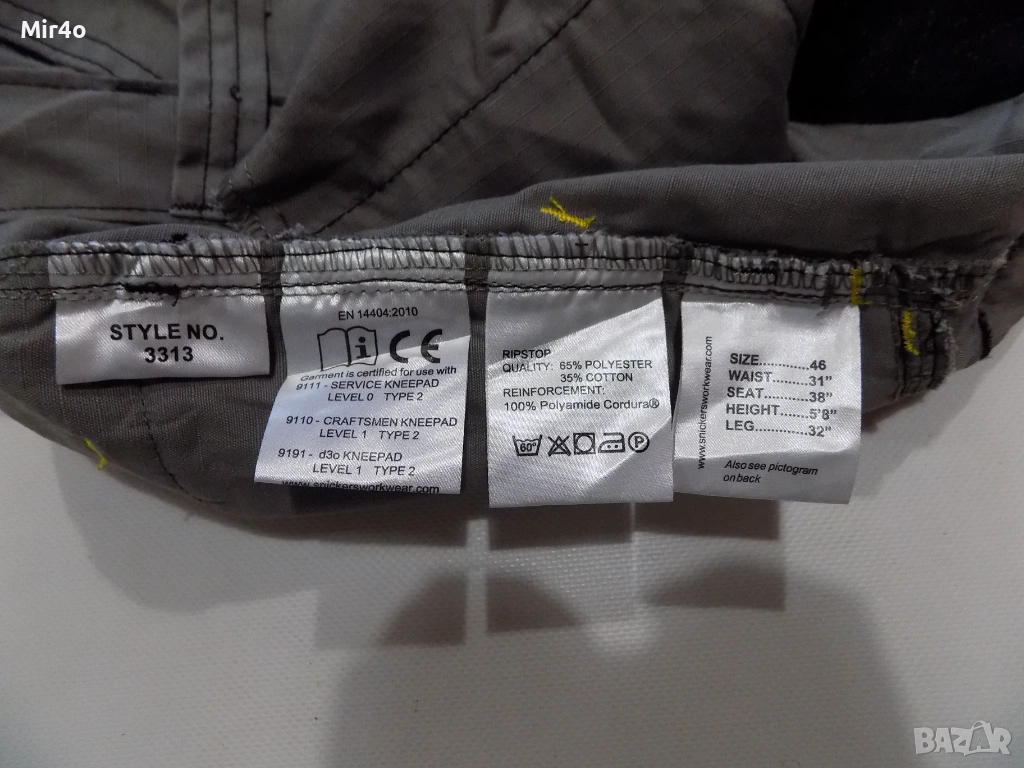 Mir4o
STYLE NO.
3313
EN 14404:2010
i CE
Garment is certified for use with
9111 - SERVICE KNEEPAD
LEVEL 0 TYPE 2
9110 - CRAFTSMEN KNEEPAD
LEVEL 1 TYPE 2
9191 - d3o KNEEPAD
LEVEL 1 TYPE 2
www.snickersworkwear.com
RIPSTOP
QUALITY: 65% POLYESTER
35% COTTON
REINFORCEMENT:
100% Polyamide Cordura®
60° P
www.snickersworkwear.com
SIZE..............46
WAIST.........31"
SEAT............38"
HEIGHT.......5'8"
LEG..............32"
Also see pictogram
on back
BAZAR